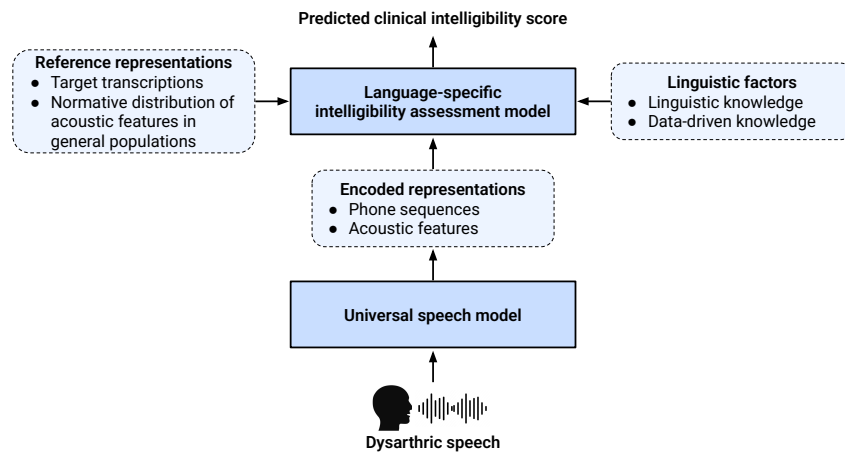 Predicted clinical intelligibility score
Reference representations
● Target transcriptions
● Normative distribution of
acoustic features in
general populations
Language-specific
intelligibility assessment model
Linguistic factors
● Linguistic knowledge
● Data-driven knowledge
Encoded representations
● Phone sequences
● Acoustic features
Universal speech model
Dysarthric speech